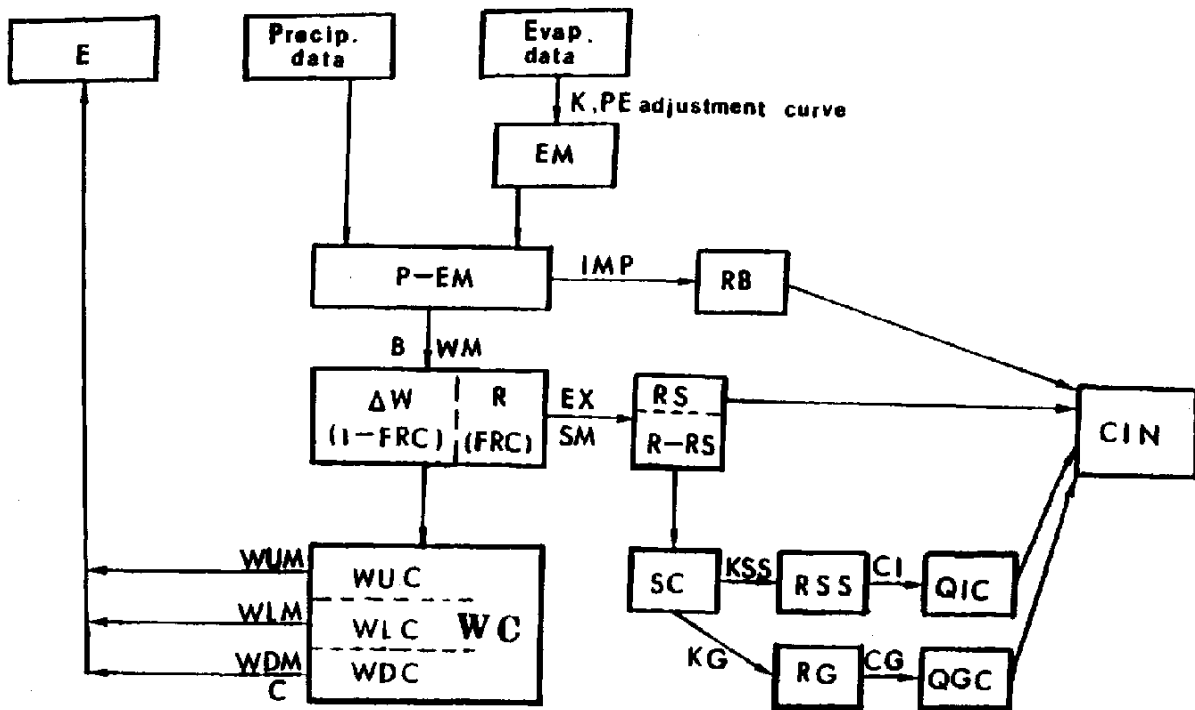 E
Precip.
data
Evap.
data
K,PE adjustment curve
EM
P-EM
IMP
RB
B WM
ΔW
(1-FRC)
R
(FRC)
EX
SM
RS
R-RS
CIN
WUM
WLM
WDM
C
WUC
WLC
WDC
WC
SC
KSS
RSS
CI
QIC
KG
RG
CG
QGC